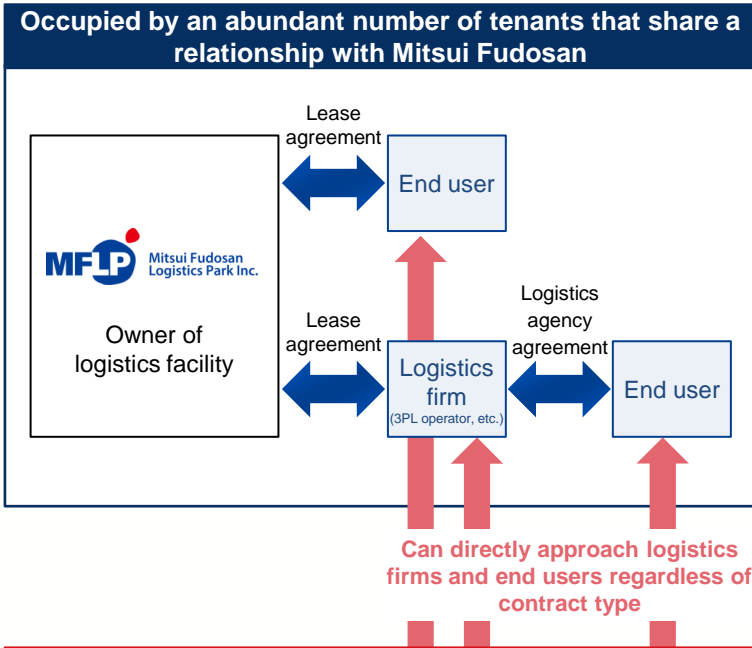 Occupied by an abundant number of tenants that share a
relationship with Mitsui Fudosan
Lease
agreement
End user
MFLP
Mitsui Fudosan
Logistics Park Inc.
Owner of
logistics facility
Lease
agreement
Logistics
firm
(3PL operator, etc.)
Logistics
agency
agreement
End user
Can directly approach logistics
firms and end users regardless of
contract type